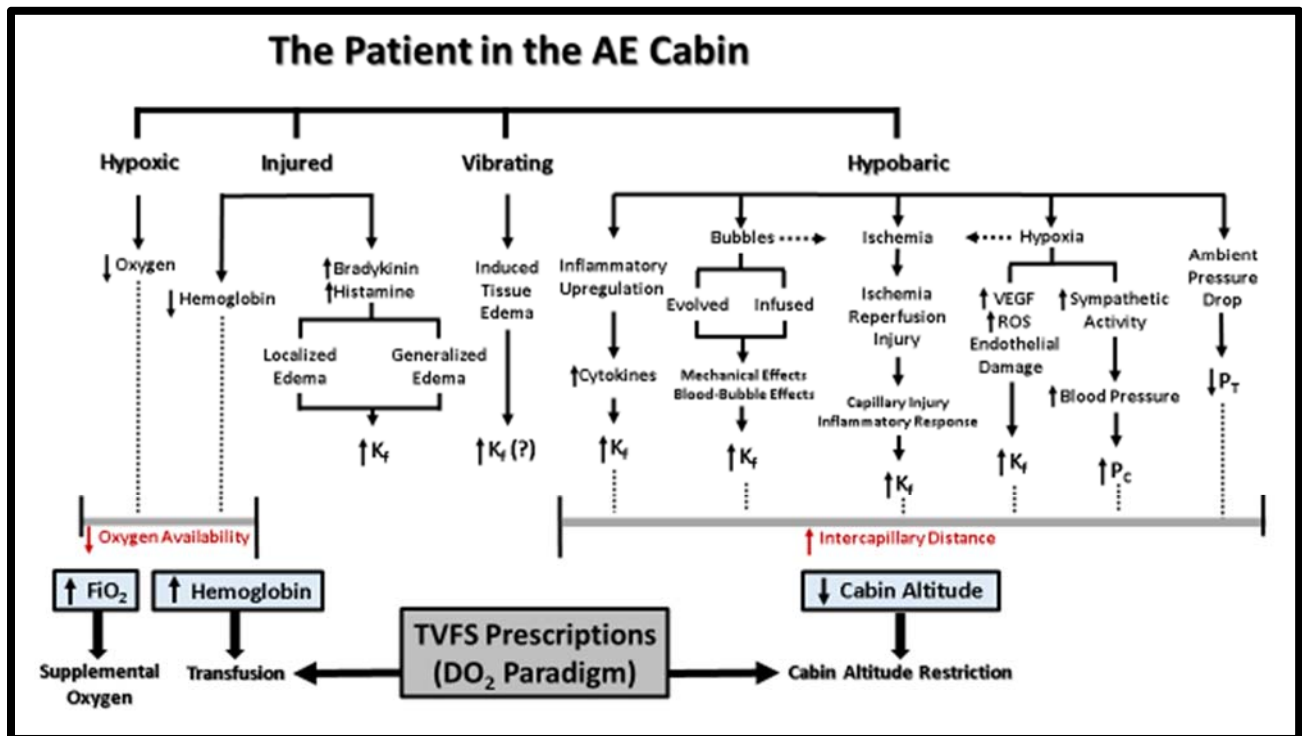 The Patient in the AE Cabin
Hypoxic Injured Vibrating Hypobaric
↓ Oxygen
↓ Hemoglobin
↑Bradykinin
↑Histamine
Localized
Edema
Generalized
Edema
↑Kf
Induced
Tissue
Edema
↑Kf (?)
Inflammatory
Upregulation
↑Cytokines
↑Kf
Bubbles
Evolved Infused
Mechanical Effects
Blood-Bubble Effects
↑Kf
Ischemia
Ischemia
Reperfusion
Injury
Capillary Injury
Inflammatory Response
↑Kf
Hypoxia
↑ VEGF
↑ROS
Endothelial
Damage
↑Kf
↑Sympathetic
Activity
↑Blood Pressure
↑PC
Ambient
Pressure
Drop
↓PT
↓ Oxygen Availability
↑ Intercapillary Distance
↑ FiO2
↑ Hemoglobin
↓ Cabin Altitude
Supplemental
Oxygen
Transfusion
TVFS Prescriptions
(DO2 Paradigm)
Cabin Altitude Restriction